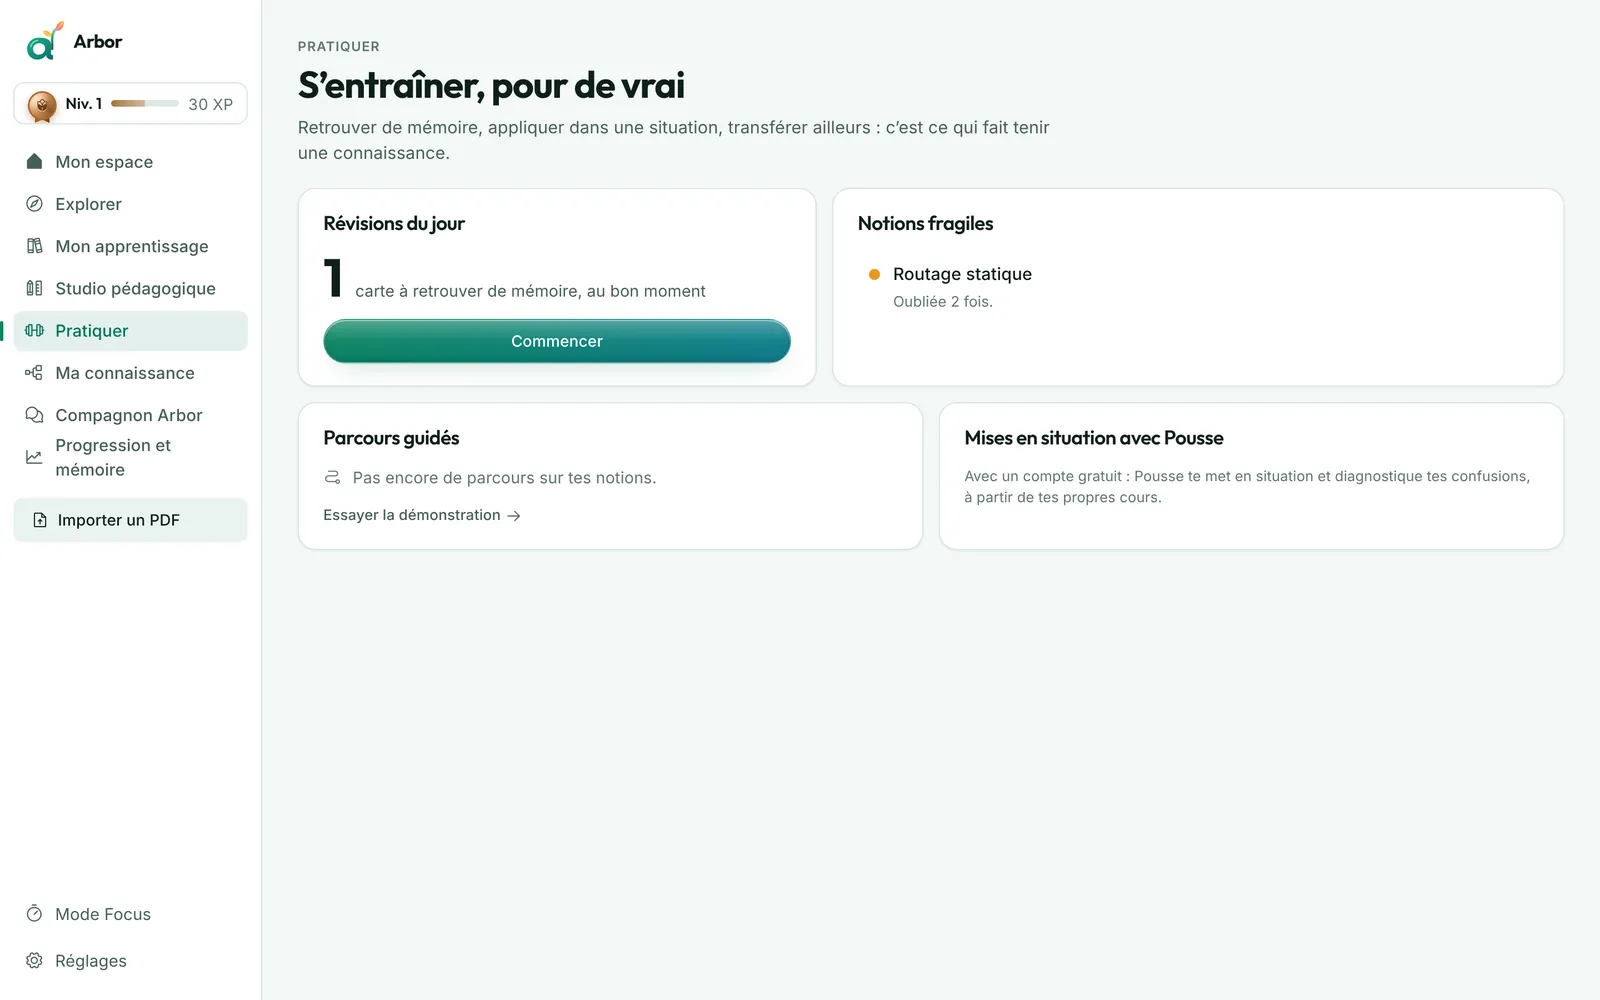 Arbor
Niv. 1
30 XP
Mon espace
Explorer
Mon apprentissage
Studio pédagogique
Pratiquer
Ma connaissance
Compagnon Arbor
Progression et
mémoire
Importer un PDF
Mode Focus
Réglages
PRATIQUER
S’entraîner, pour de vrai
Retrouver de mémoire, appliquer dans une situation, transférer ailleurs : c’est ce qui fait tenir
une connaissance.
Révisions du jour
1 carte à retrouver de mémoire, au bon moment
Commencer
Notions fragiles
Routage statique
Oubliée 2 fois.
Parcours guidés
Pas encore de parcours sur tes notions.
Essayer la démonstration →
Mises en situation avec Pousse
Avec un compte gratuit : Pousse te met en situation et diagnostique tes confusions,
à partir de tes propres cours.